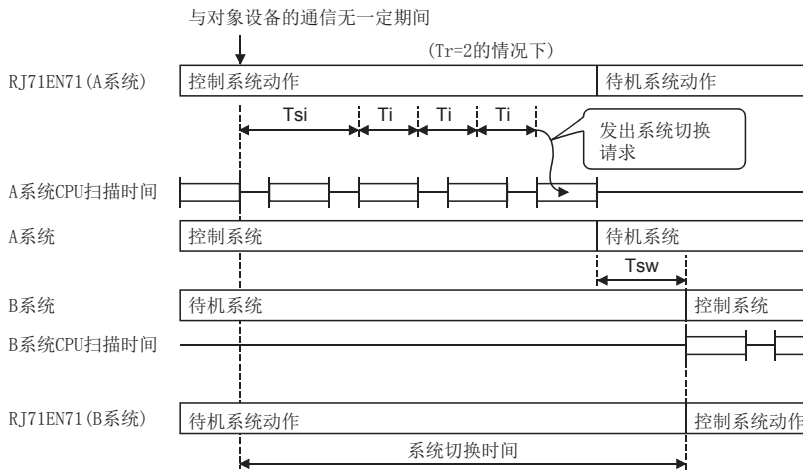 与对象设备的通信无一定期间
(Tr=2的情况下)
RJ71EN71(A系统)
控制系统动作
待机系统动作
Tsi
Ti
Ti
Ti
发出系统切换
请求
A系统CPU扫描时间
A系统
控制系统
待机系统
Tsw
B系统
待机系统
控制系统
B系统CPU扫描时间
RJ71EN71(B系统)
待机系统动作
控制系统动作
系统切换时间